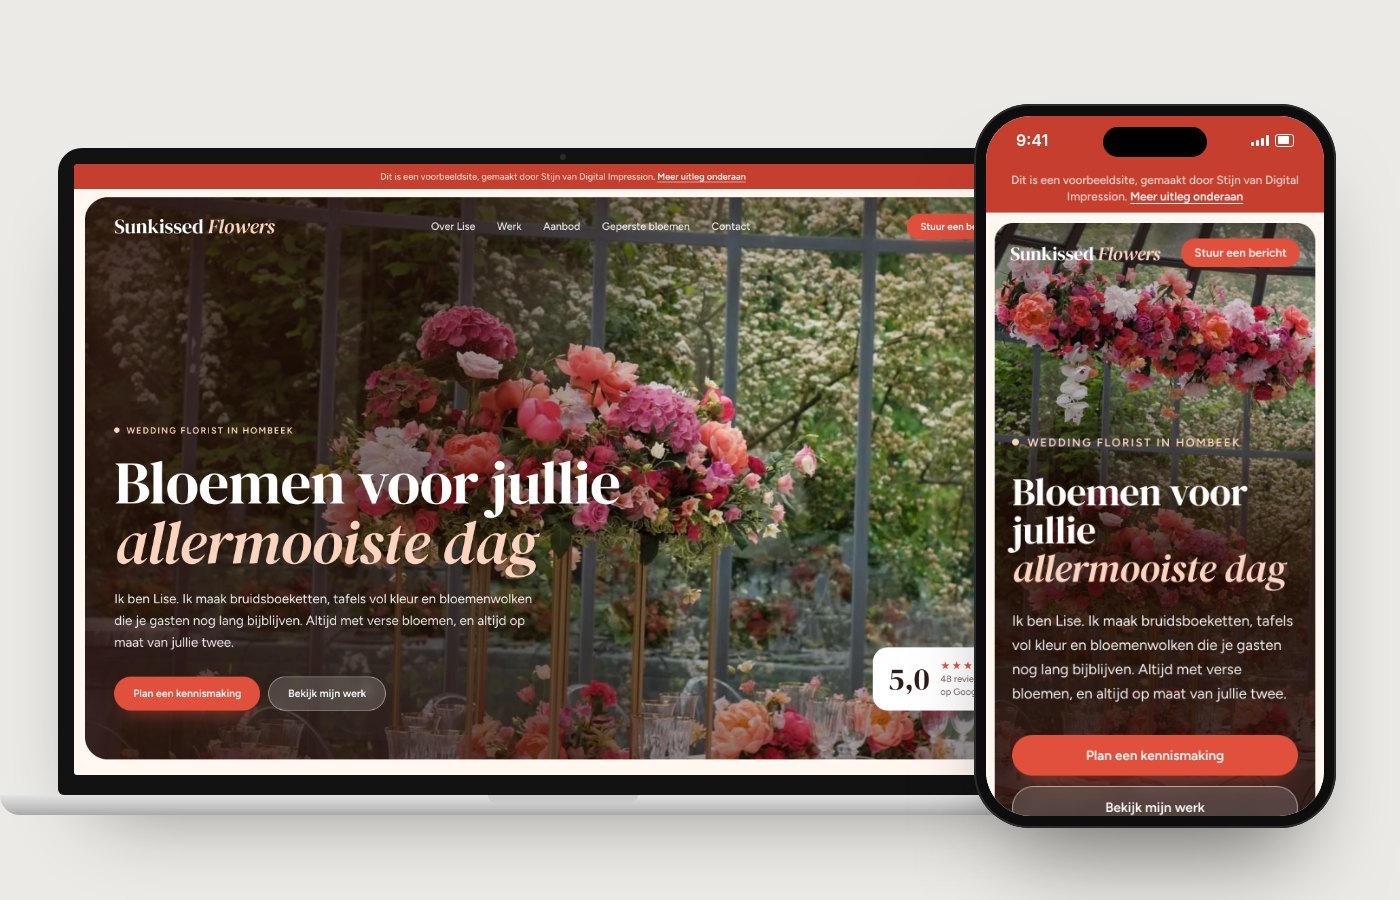 Dit is een voorbeeldsite, gemaakt door Stijn van Digital Impression. Meer uitleg onderaan
Sunkissed Flowers
Over Lise
Werk
Aanbod
Geperste bloemen
Contact
Stuur een
WEDDING FLORIST IN HOMBEEK
Bloemen voor jullie
allermooiste dag
Ik ben Lise. Ik maak bruidsboeketten, tafels vol kleur en bloemenwolken
die je gasten nog lang bijblijven. Altijd met verse bloemen, en altijd op
maat van jullie twee.
Plan een kennismaking
Bekijk mijn werk
5,0
48
op
9:41
Dit is een voorbeeldsite, gemaakt door Stijn van Digital
Impression. Meer uitleg onderaan
Sunkissed Flowers
Stuur een bericht
WEDDING FLORIST IN HOMBEEK
Bloemen voor
jullie
allermooiste dag
Ik ben Lise. Ik maak bruidsboeketten, tafels
vol kleur en bloemenwolken die je gasten
nog lang bijblijven. Altijd met verse
bloemen, en altijd op maat van jullie twee.
Plan een kennismaking
Bekijk mijn werk